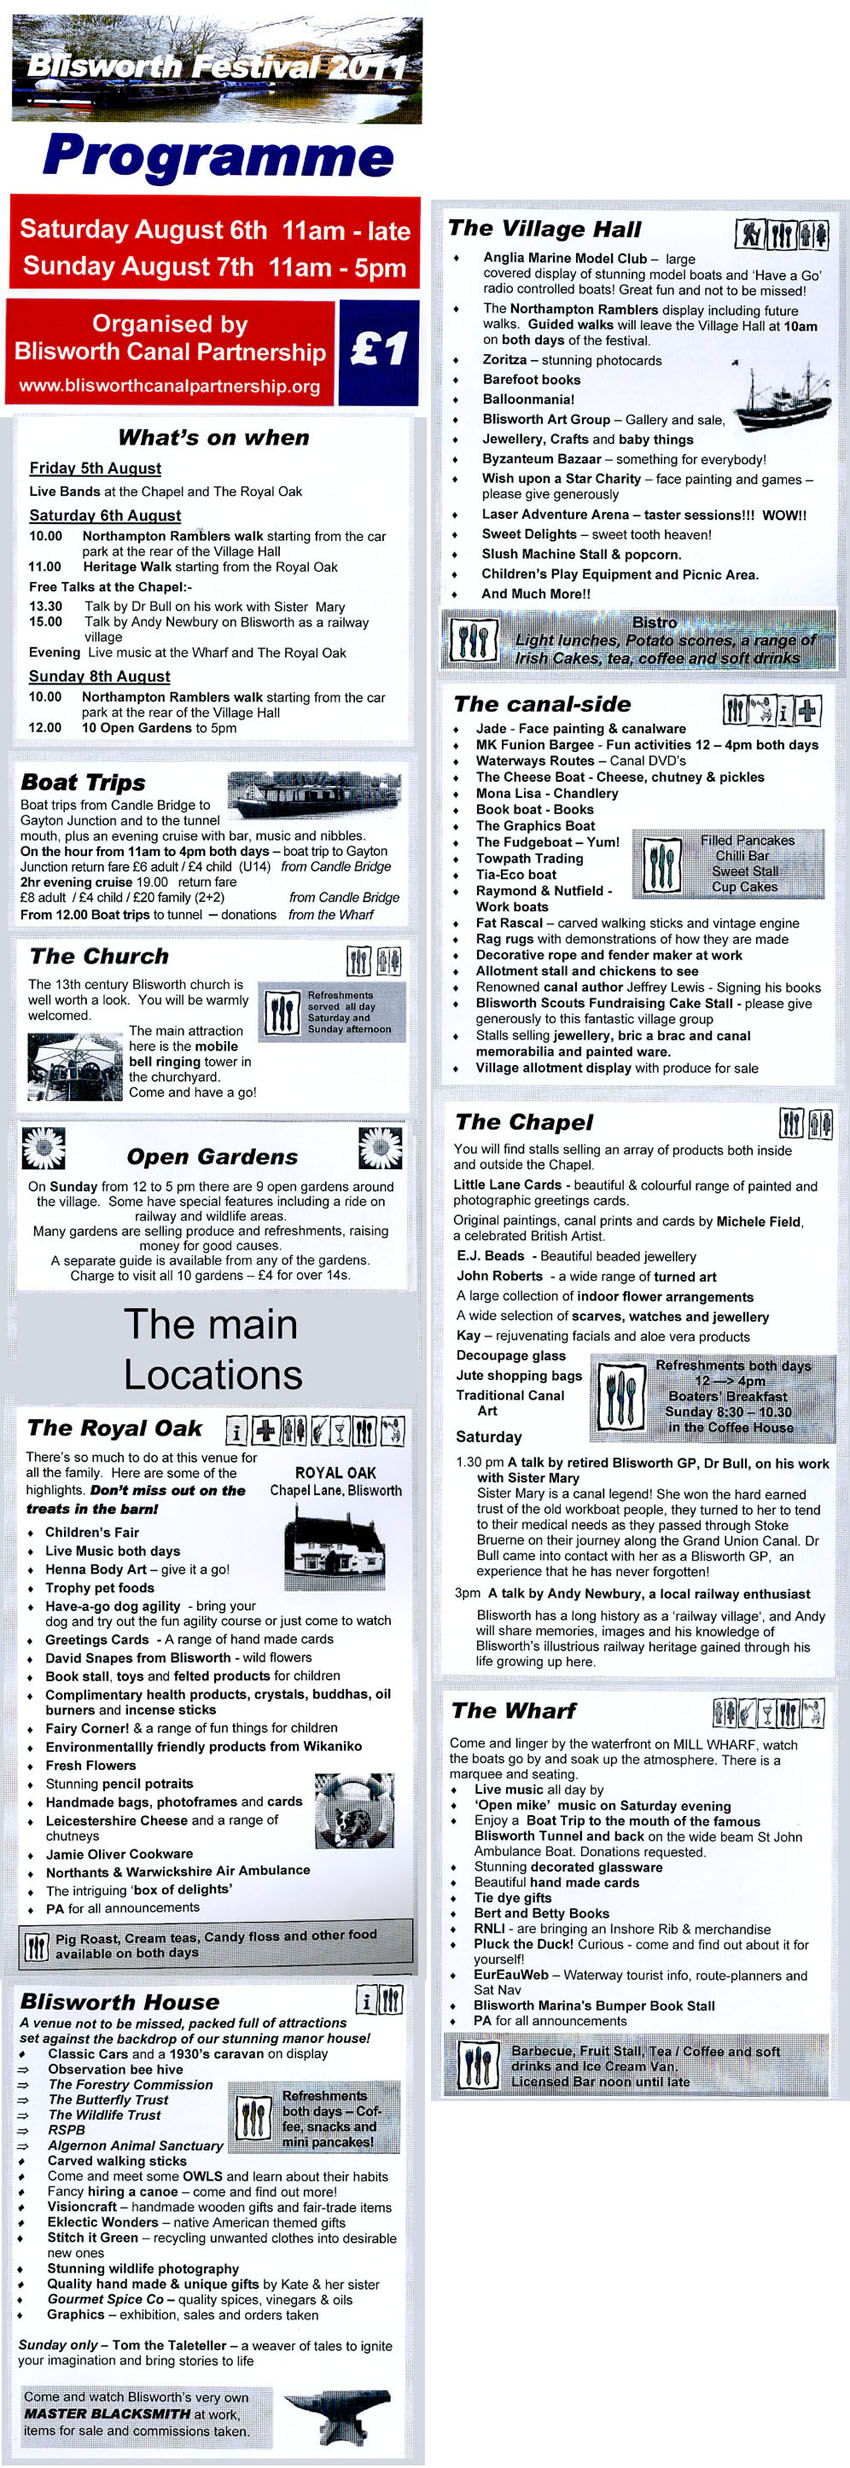 Blisworth Festival 2011
Programme
Saturday August 6th 11am - late
Sunday August 7th 11am - 5pm
Organised by
Blisworth Canal Partnership
www.blisworthcanalpartnership.org
£1
What's on when
Friday 5th August
Live Bands at the Chapel and The Royal Oak
Saturday 6th August
10.00 Northampton Ramblers walk starting from the car
park at the rear of the Village Hall
11.00 Heritage Walk starting from the Royal Oak
Free Talks at the Chapel:-
13.30 Talk by Dr Bull on his work with Sister Mary
15.00 Talk by Andy Newbury on Blisworth as a railway
village
Evening Live music at the Wharf and The Royal Oak
Sunday 8th August
10.00 Northampton Ramblers walk starting from the car
park at the rear of the Village Hall
12.00 10 Open Gardens to 5pm
Boat Trips
Boat trips from Candle Bridge to
Gayton Junction and to the tunnel
mouth, plus an evening cruise with bar, music and nibbles.
On the hour from 11am to 4pm both days – boat trip to Gayton
Junction return fare £6 adult / £4 child (U14) from Candle Bridge
2hr evening cruise 19.00 return fare
£8 adult / £4 child / £20 family (2+2) from Candle Bridge
From 12.00 Boat trips to tunnel – donations from the Wharf
The Church
The 13th century Blisworth church is
well worth a look. You will be warmly
welcomed.
Refreshments
served all day
Saturday and
Sunday afternoon
The main attraction
here is the mobile
bell ringing tower in
the churchyard.
Come and have a go!
Open Gardens
On Sunday from 12 to 5 pm there are 9 open gardens around
the village. Some have special features including a ride on
railway and wildlife areas.
Many gardens are selling produce and refreshments, raising
money for good causes.
A separate guide is available from any of the gardens.
Charge to visit all 10 gardens – £4 for over 14s.
The main
Locations
The Royal Oak
There's so much to do at this venue for
all the family. Here are some of the
highlights. Don't miss out on the
treats in the barn!
ROYAL OAK
Chapel Lane, Blisworth
♦ Children's Fair
♦ Live Music both days
♦ Henna Body Art – give it a go!
♦ Trophy pet foods
♦ Have-a-go dog agility - bring your
dog and try out the fun agility course or just come to watch
♦ Greetings Cards - A range of hand made cards
♦ David Snapes from Blisworth - wild flowers
♦ Book stall, toys and felted products for children
♦ Complimentary health products, crystals, buddhas, oil
burners and incense sticks
♦ Fairy Corner! & a range of fun things for children
♦ Environmentallly friendly products from Wikaniko
♦ Fresh Flowers
♦ Stunning pencil potraits
♦ Handmade bags, photoframes and cards
♦ Leicestershire Cheese and a range of
chutneys
♦ Jamie Oliver Cookware
♦ Northants & Warwickshire Air Ambulance
♦ The intriguing 'box of delights'
♦ PA for all announcements
Pig Roast, Cream teas, Candy floss and other food
available on both days
Blisworth House
A venue not to be missed, packed full of attractions
set against the backdrop of our stunning manor house!
♦ Classic Cars and a 1930's caravan on display
⇒ Observation bee hive
⇒ The Forestry Commission
⇒ The Butterfly Trust
⇒ The Wildlife Trust
⇒ RSPB
⇒ Algernon Animal Sanctuary
Refreshments
both days – Cof-
fee, snacks and
mini pancakes!
♦ Carved walking sticks
♦ Come and meet some OWLS and learn about their habits
♦ Fancy hiring a canoe – come and find out more!
♦ Visioncraft – handmade wooden gifts and fair-trade items
♦ Eklectic Wonders – native American themed gifts
♦ Stitch it Green – recycling unwanted clothes into desirable
new ones
♦ Stunning wildlife photography
♦ Quality hand made & unique gifts by Kate & her sister
♦ Gourmet Spice Co – quality spices, vinegars & oils
♦ Graphics – exhibition, sales and orders taken
Sunday only – Tom the Taleteller – a weaver of tales to ignite
your imagination and bring stories to life
Come and watch Blisworth's very own
MASTER BLACKSMITH at work,
items for sale and commissions taken.
The Village Hall
♦ Anglia Marine Model Club – large
covered display of stunning model boats and 'Have a Go'
radio controlled boats! Great fun and not to be missed!
♦ The Northampton Ramblers display including future
walks. Guided walks will leave the Village Hall at 10am
on both days of the festival.
♦ Zoritza – stunning photocards
♦ Barefoot books
♦ Balloonmania!
♦ Blisworth Art Group – Gallery and sale,
♦ Jewellery, Crafts and baby things
♦ Byzanteum Bazaar – something for everybody!
♦ Wish upon a Star Charity – face painting and games –
please give generously
♦ Laser Adventure Arena – taster sessions!!! WOW!!
♦ Sweet Delights – sweet tooth heaven!
♦ Slush Machine Stall & popcorn.
♦ Children's Play Equipment and Picnic Area.
♦ And Much More!!
Bistro
Light lunches, Potato scones, a range of
Irish Cakes, tea, coffee and soft drinks
The canal-side
♦ Jade - Face painting & canalware
♦ MK Funion Bargee - Fun activities 12 – 4pm both days
♦ Waterways Routes – Canal DVD's
♦ The Cheese Boat - Cheese, chutney & pickles
♦ Mona Lisa - Chandlery
♦ Book boat - Books
♦ The Graphics Boat
♦ The Fudgeboat – Yum!
♦ Towpath Trading
♦ Tia-Eco boat
♦ Raymond & Nutfield -
Work boats
Filled Pancakes
Chilli Bar
Sweet Stall
Cup Cakes
♦ Fat Rascal – carved walking sticks and vintage engine
♦ Rag rugs with demonstrations of how they are made
♦ Decorative rope and fender maker at work
♦ Allotment stall and chickens to see
♦ Renowned canal author Jeffrey Lewis - Signing his books
♦ Blisworth Scouts Fundraising Cake Stall - please give
generously to this fantastic village group
♦ Stalls selling jewellery, bric a brac and canal
memorabilia and painted ware.
♦ Village allotment display with produce for sale
The Chapel
You will find stalls selling an array of products both inside
and outside the Chapel.
Little Lane Cards - beautiful & colourful range of painted and
photographic greetings cards.
Original paintings, canal prints and cards by Michele Field,
a celebrated British Artist.
E.J. Beads - Beautiful beaded jewellery
John Roberts - a wide range of turned art
A large collection of indoor flower arrangements
A wide selection of scarves, watches and jewellery
Kay – rejuvenating facials and aloe vera products
Decoupage glass
Jute shopping bags
Traditional Canal
Art
Refreshments both days
12 —> 4pm
Boaters' Breakfast
Sunday 8:30 – 10.30
in the Coffee House
Saturday
1.30 pm A talk by retired Blisworth GP, Dr Bull, on his work
with Sister Mary
Sister Mary is a canal legend! She won the hard earned
trust of the old workboat people, they turned to her to tend
to their medical needs as they passed through Stoke
Bruerne on their journey along the Grand Union Canal. Dr
Bull came into contact with her as a Blisworth GP, an
experience that he has never forgotten!
3pm A talk by Andy Newbury, a local railway enthusiast
Blisworth has a long history as a 'railway village', and Andy
will share memories, images and his knowledge of
Blisworth's illustrious railway heritage gained through his
life growing up here.
The Wharf
Come and linger by the waterfront on MILL WHARF, watch
the boats go by and soak up the atmosphere. There is a
marquee and seating.
♦ Live music all day by
♦ 'Open mike' music on Saturday evening
♦ Enjoy a Boat Trip to the mouth of the famous
Blisworth Tunnel and back on the wide beam St John
Ambulance Boat. Donations requested.
♦ Stunning decorated glassware
♦ Beautiful hand made cards
♦ Tie dye gifts
♦ Bert and Betty Books
♦ RNLI - are bringing an Inshore Rib & merchandise
♦ Pluck the Duck! Curious - come and find out about it for
yourself!
♦ EurEauWeb – Waterway tourist info, route-planners and
Sat Nav
♦ Blisworth Marina's Bumper Book Stall
♦ PA for all announcements
Barbecue, Fruit Stall, Tea / Coffee and soft
drinks and Ice Cream Van.
Licensed Bar noon until late